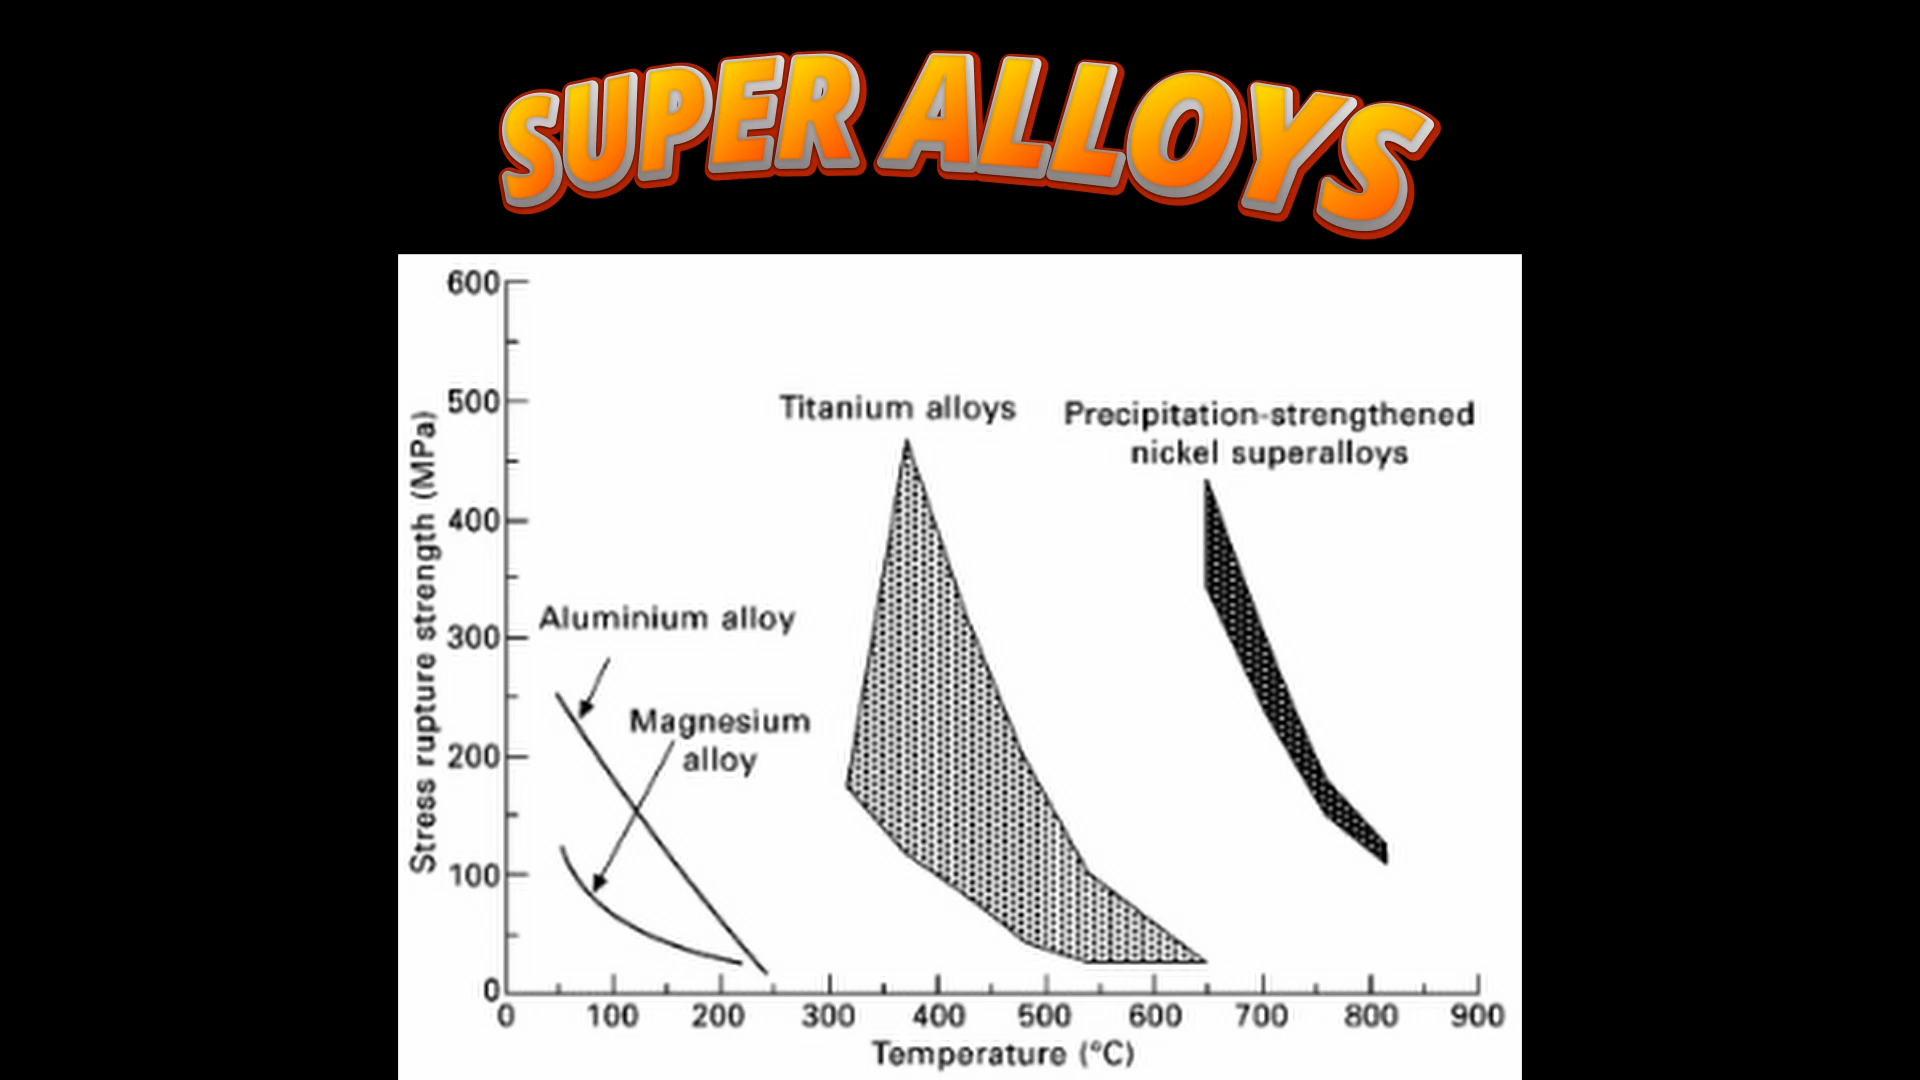 SUPER ALLOYS
600
500
400
300
200
100
0
Stress rupture strength (MPa)
Titanium alloys
Precipitation-strengthened
nickel superalloys
Aluminium alloy
Magnesium
alloy
0 100 200 300 400 500 600 700 800 900
Temperature (°C)